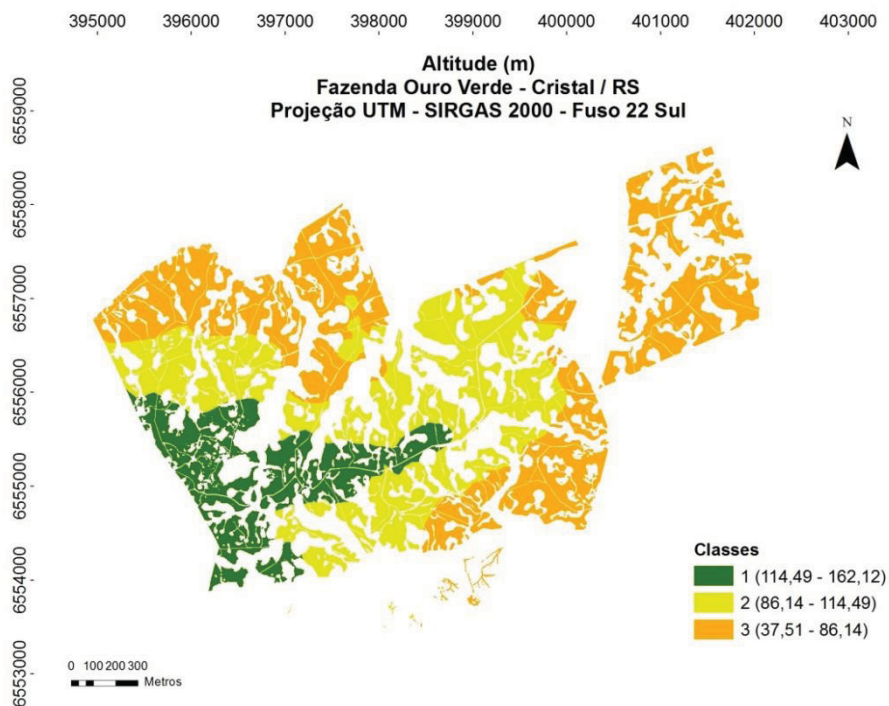 395000 396000 397000 398000 399000 400000 401000 402000 403000
Altitude (m)
Fazenda Ouro Verde - Cristal / RS
Projeção UTM - SIRGAS 2000 - Fuso 22 Sul
6559000
6558000
6557000
6556000
6555000
6554000
6553000
N
Classes
1 (114,49 - 162,12)
2 (86,14 - 114,49)
3 (37,51 - 86,14)
0 100 200 300
Metros